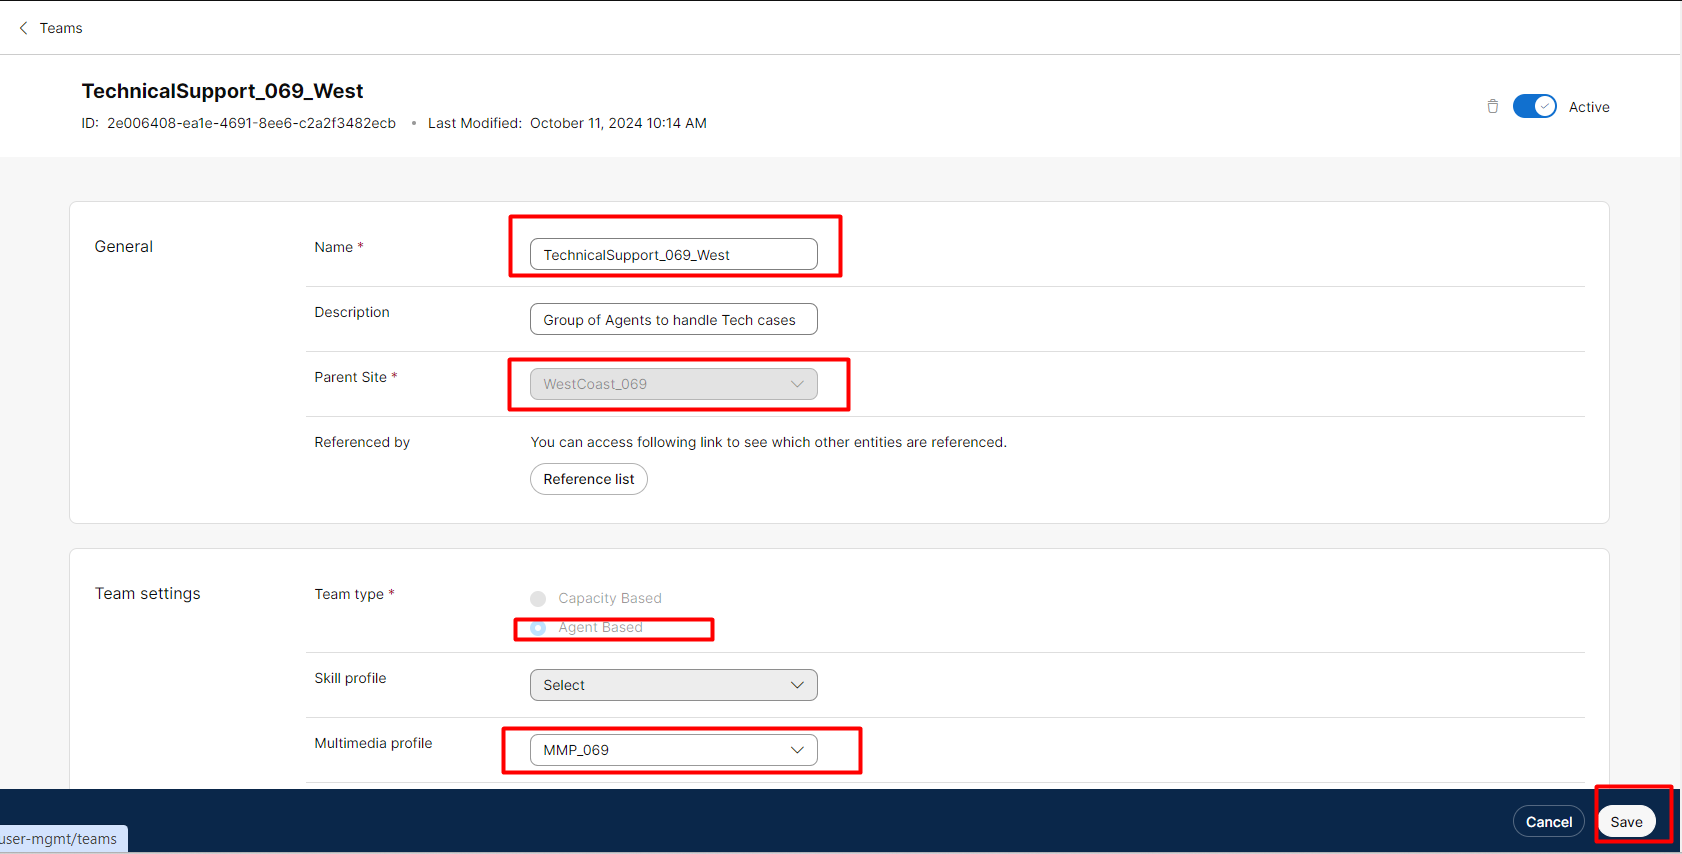 Teams
TechnicalSupport_069_West
ID: 2e006408-ea1e-4691-8ee6-c2a2f3482ecb • Last Modified: October 11, 2024 10:14 AM
Active
General
Name *
TechnicalSupport_069_West
Description
Group of Agents to handle Tech cases
Parent Site *
WestCoast_069
Referenced by
You can access following link to see which other entities are referenced.
Reference list
Team settings
Team type *
Capacity Based
Agent Based
Skill profile
Select
Multimedia profile
MMP_069
Cancel
Save
user-mgmt/teams